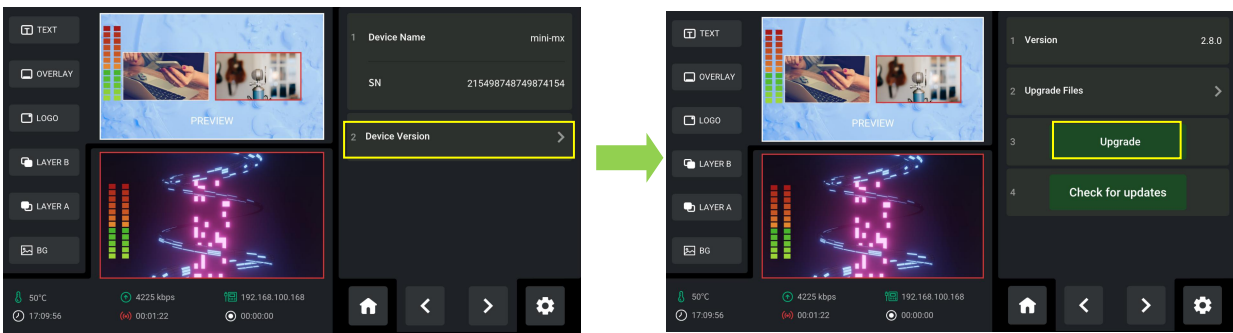 TEXT
OVERLAY
LOGO
LAYER B
LAYER A
BG
PREVIEW
1 Device Name mini-mx
SN 215498748749874154
2 Device Version
50°C 4225 kbps 192.168.100.168
17:09:56 00:01:22 00:00:00
TEXT
OVERLAY
LOGO
LAYER B
LAYER A
BG
PREVIEW
1 Version 2.8.0
2 Upgrade Files
3 Upgrade
4 Check for updates
50°C 4225 kbps 192.168.100.168
17:09:56 00:01:22 00:00:00